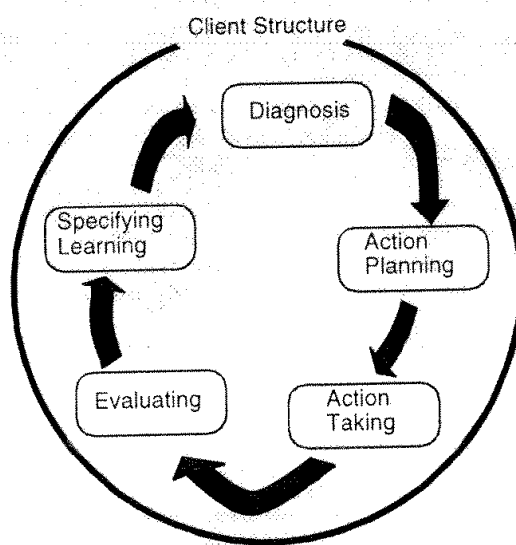 Client Structure
Diagnosis
Action
Planning
Action
Taking
Evaluating
Specifying
Learning